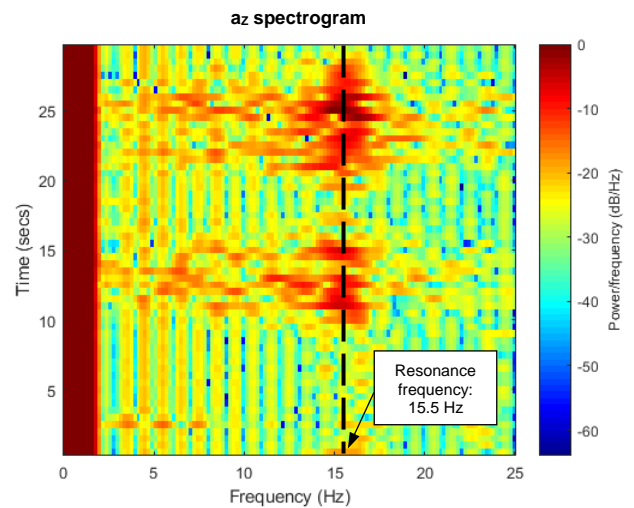 az spectrogram
25
20
15
10
5
Time (secs)
0
5
10
15
20
25
Frequency (Hz)
Resonance
frequency:
15.5 Hz
0
-10
-20
-30
-40
-50
-60
Power/frequency (dB/Hz)